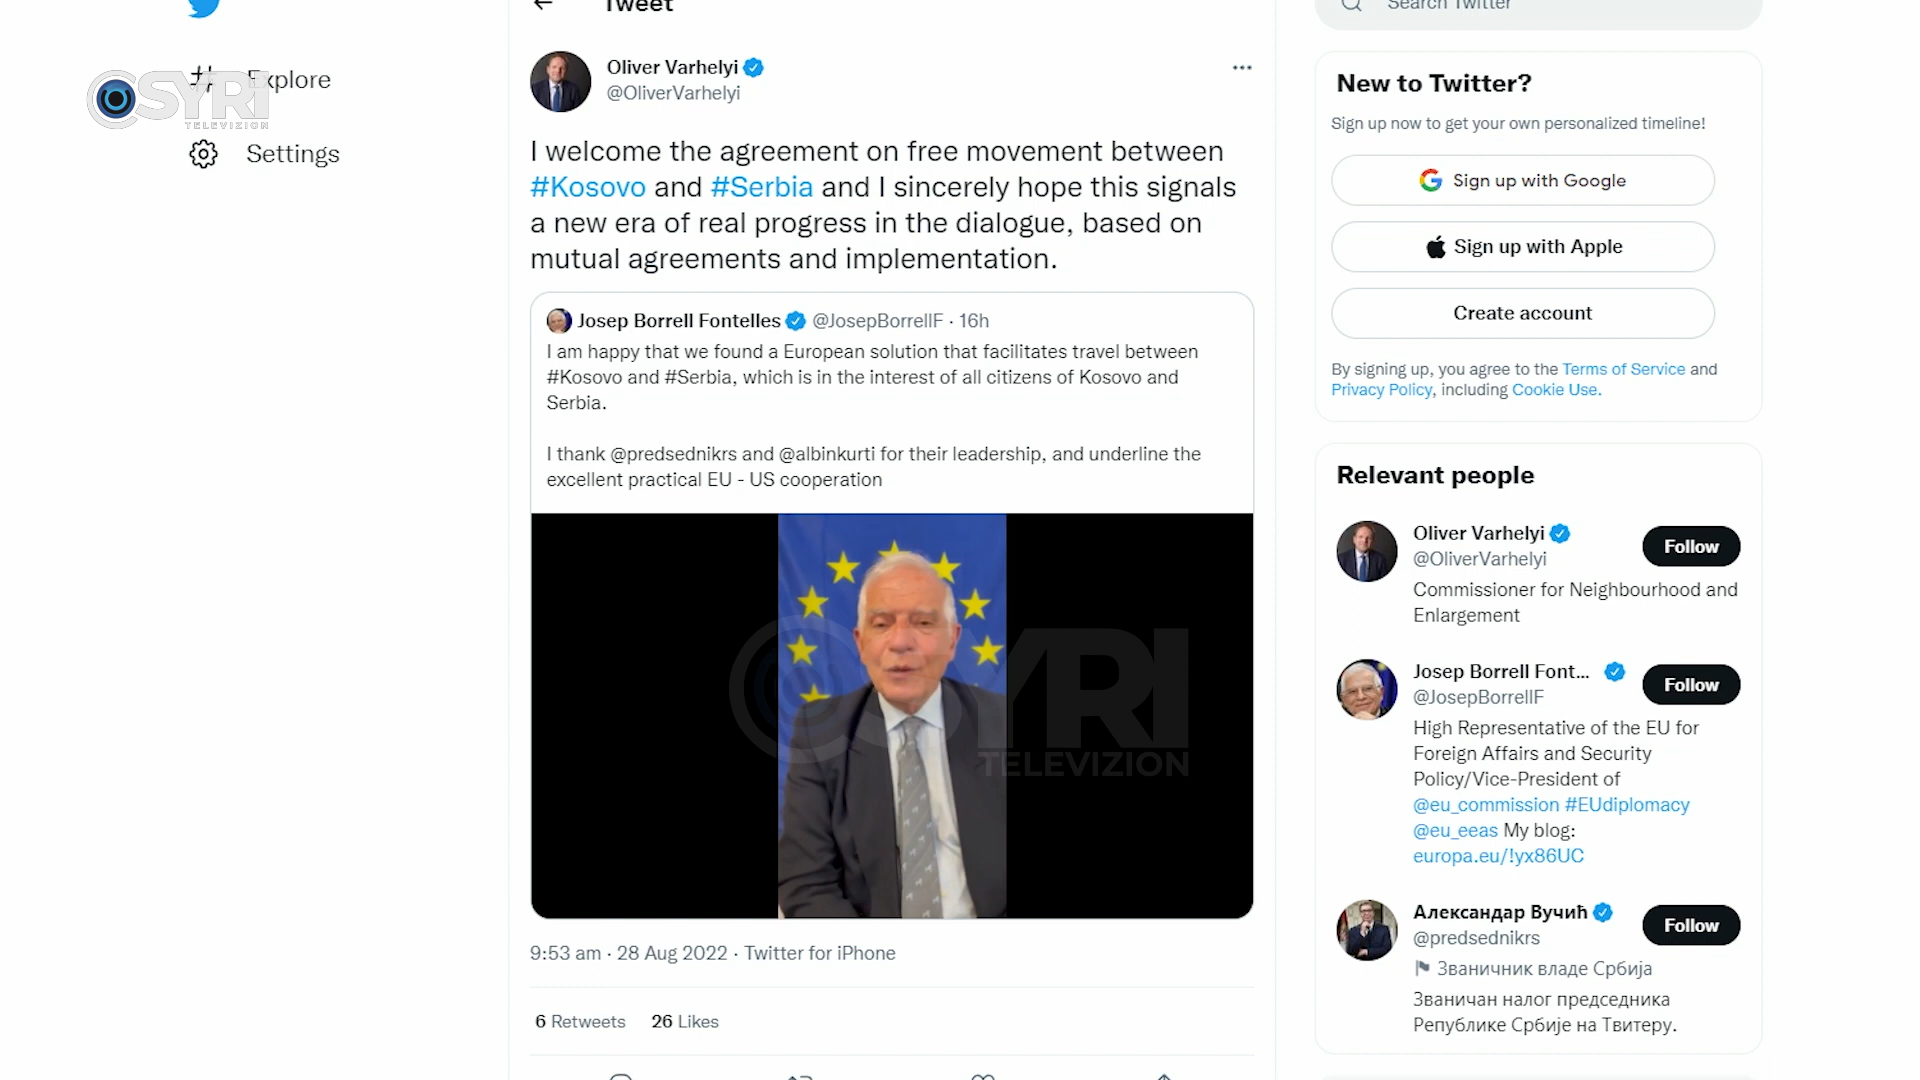 Tweet
Search Twitter
Explore
SYRI
TELEVIZION
Settings
Oliver Varhelyi
@OliverVarhelyi
I welcome the agreement on free movement between
#Kosovo and #Serbia and I sincerely hope this signals
a new era of real progress in the dialogue, based on
mutual agreements and implementation.
Josep Borrell Fontelles @JosepBorrellF · 16h
I am happy that we found a European solution that facilitates travel between
#Kosovo and #Serbia, which is in the interest of all citizens of Kosovo and
Serbia.
I thank @predsednikrs and @albinkurti for their leadership, and underline the
excellent practical EU - US cooperation
SYRI
TELEVIZION
9:53 am · 28 Aug 2022 · Twitter for iPhone
6 Retweets 26 Likes
New to Twitter?
Sign up now to get your own personalized timeline!
Sign up with Google
Sign up with Apple
Create account
By signing up, you agree to the Terms of Service and
Privacy Policy, including Cookie Use.
Relevant people
Oliver Varhelyi
@OliverVarhelyi
Follow
Commissioner for Neighbourhood and
Enlargement
Josep Borrell Font...
@JosepBorrellF
Follow
High Representative of the EU for
Foreign Affairs and Security
Policy/Vice-President of
@eu_commission #EUdiplomacy
@eu_eeas My blog:
europa.eu/!yx86UC
Александар Вучић
@predsednikrs
Follow
Званичник владе Србија
Званичан налог председника
Републике Србије на Твитеру.